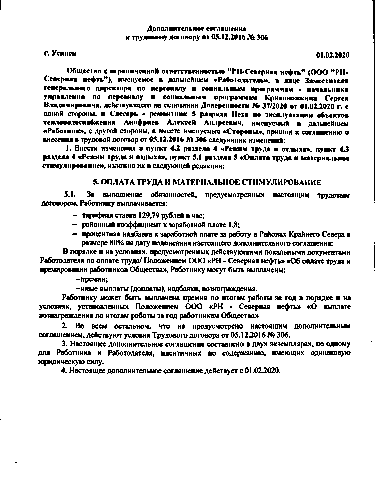 Дополнительное соглашение
к трудовому договору от 05.12.2016 № 306
г. Усинск 01.02.2020
Общество с ограниченной ответственностью "РН-Северная нефть" (ООО "РН-
Северная нефть"), именуемое в дальнейшем «Работодатель», в лице Заместителя
генерального директора по персоналу и социальным программам - начальника
управления по персоналу и социальным программам Сергея
Владимировича, действующего на основании Доверенности № 37/2020 от 01.02.2020 г. с
одной стороны, и Слесарь - ремонтник 5 разряда Цеха по эксплуатации объектов
теплоснабжения Алексей Андреевич, именуемый в дальнейшем
«Работник», с другой стороны, а вместе именуемые «Стороны», пришли к соглашению о
внесении в трудовой договор от 05.12.2016 № 306 следующих изменений:
1. Внести изменения в пункт 4.2 раздела 4 «Режим труда и отдыха», пункт 4.3
раздела 4 «Режим труда и отдыха», пункт 5.1 раздела 5 «Оплата труда и материальное
стимулирование», изложив их в следующей редакции:
5. ОПЛАТА ТРУДА И МАТЕРИАЛЬНОЕ СТИМУЛИРОВАНИЕ
5.1. За выполнение обязанностей, предусмотренных настоящим трудовым
договором, Работнику выплачивается:
– тарифная ставка 129,79 рублей в час;
– районный коэффициент к заработной плате 1,8;
– процентная надбавка к заработной плате за работу в Районах Крайнего Севера в
размере 80% на дату подписания настоящего дополнительного соглашения;
В порядке и на условиях, предусмотренных действующими локальными документами
Работодателя по оплате труда/ Положением ООО «РН - Северная нефть» «Об оплате труда и
премировании работников Общества», Работнику могут быть выплачены:
–премии;
–иные выплаты (доплаты), надбавки, вознаграждения.
Работнику может быть выплачена премия по итогам работы за год в порядке и на
условиях, установленных Положением ООО «РН - Северная нефть» «О выплате
вознаграждения по итогам работы за год работникам Общества»
2. Во всем остальном, что не предусмотрено настоящим дополнительным
соглашением, действуют условия Трудового договора от 05.12.2016 № 306.
3. Настоящее дополнительное соглашение составлено в двух экземплярах, по одному
для Работника и Работодателя, идентичных по содержанию, имеющих одинаковую
юридическую силу.
4. Настоящее дополнительное соглашение действует с 01.02.2020.